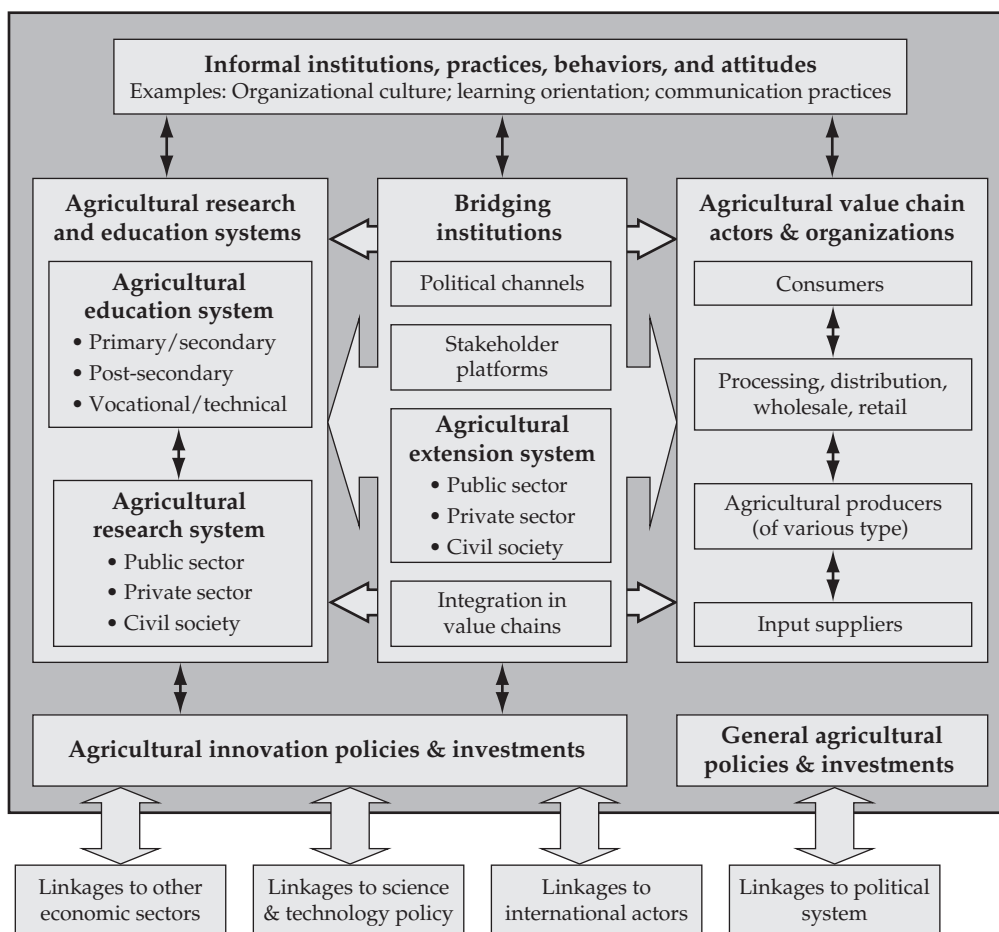 Informal institutions, practices, behaviors, and attitudes
Examples: Organizational culture; learning orientation; communication practices
Agricultural research
and education systems
Agricultural
education system
• Primary/secondary
• Post-secondary
• Vocational/technical
Agricultural
research system
• Public sector
• Private sector
• Civil society
Bridging
institutions
Political channels
Stakeholder
platforms
Agricultural
extension system
• Public sector
• Private sector
• Civil society
Integration in
value chains
Agricultural value chain
actors & organizations
Consumers
Processing, distribution,
wholesale, retail
Agricultural producers
(of various type)
Input suppliers
Agricultural innovation policies & investments
General agricultural
policies & investments
Linkages to other
economic sectors
Linkages to science
& technology policy
Linkages to
international actors
Linkages to political
system